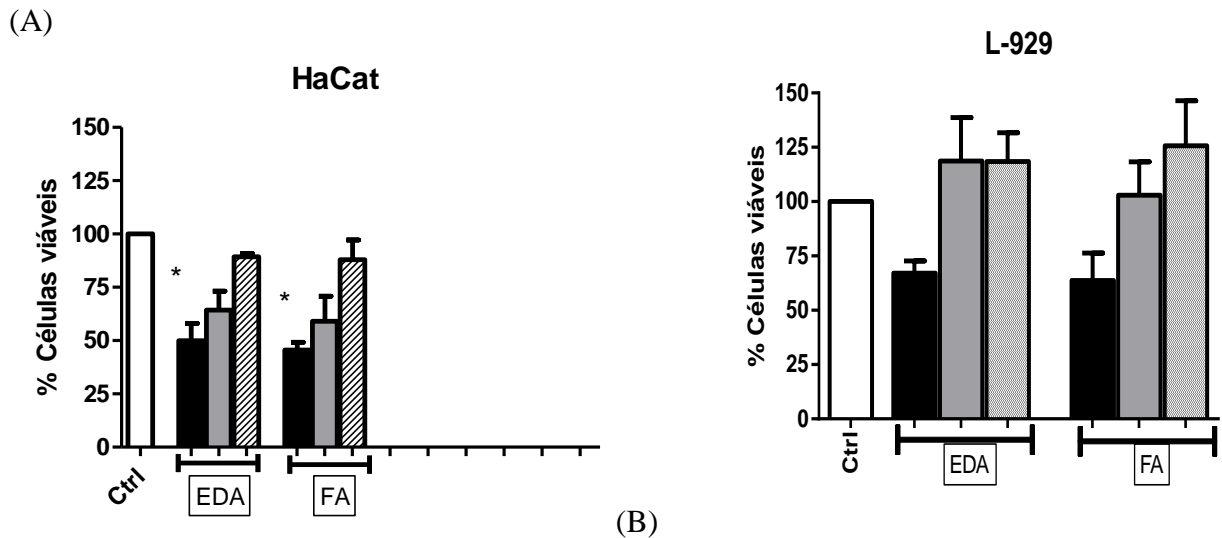 (A)
HaCat
% Células viáveis
150
125
100
75
50
25
0
*
*
Ctrl
EDA
FA
L-929
% Células viáveis
150
125
100
75
50
25
0
Ctrl
EDA
FA
(B)